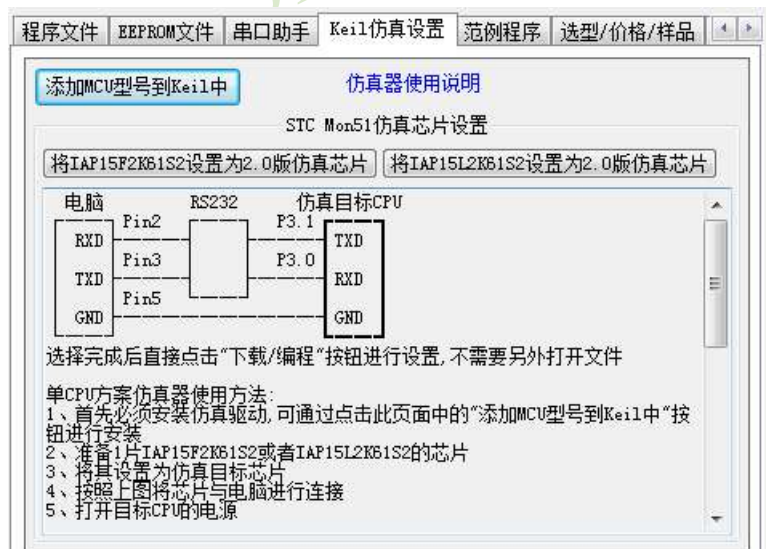 程序文件 EEPROM文件 串口助手 Keil仿真设置 范例程序 选型/价格/样品
添加MCU型号到Keil中 仿真器使用说明
STC Mon51仿真芯片设置
将IAP15F2K61S2设置为2.0版仿真芯片 将IAP15L2K61S2设置为2.0版仿真芯片
电脑 RS232 仿真目标CPU
Pin2 P3.1
RXD TXD
Pin3 P3.0
TXD RXD
Pin5
GND GND
选择完成后直接点击“下载/编程”按钮进行设置,不需要另外打开文件
单CPU方案仿真器使用方法:
1、首先必须安装仿真驱动,可通过点击此页面中的“添加MCU型号到Keil中”按
钮进行安装
2、准备1片IAP15F2K61S2或者IAP15L2K61S2的芯片
3、将其设置为仿真目标芯片
4、按照上图将芯片与电脑进行连接
5、打开目标CPU的电源